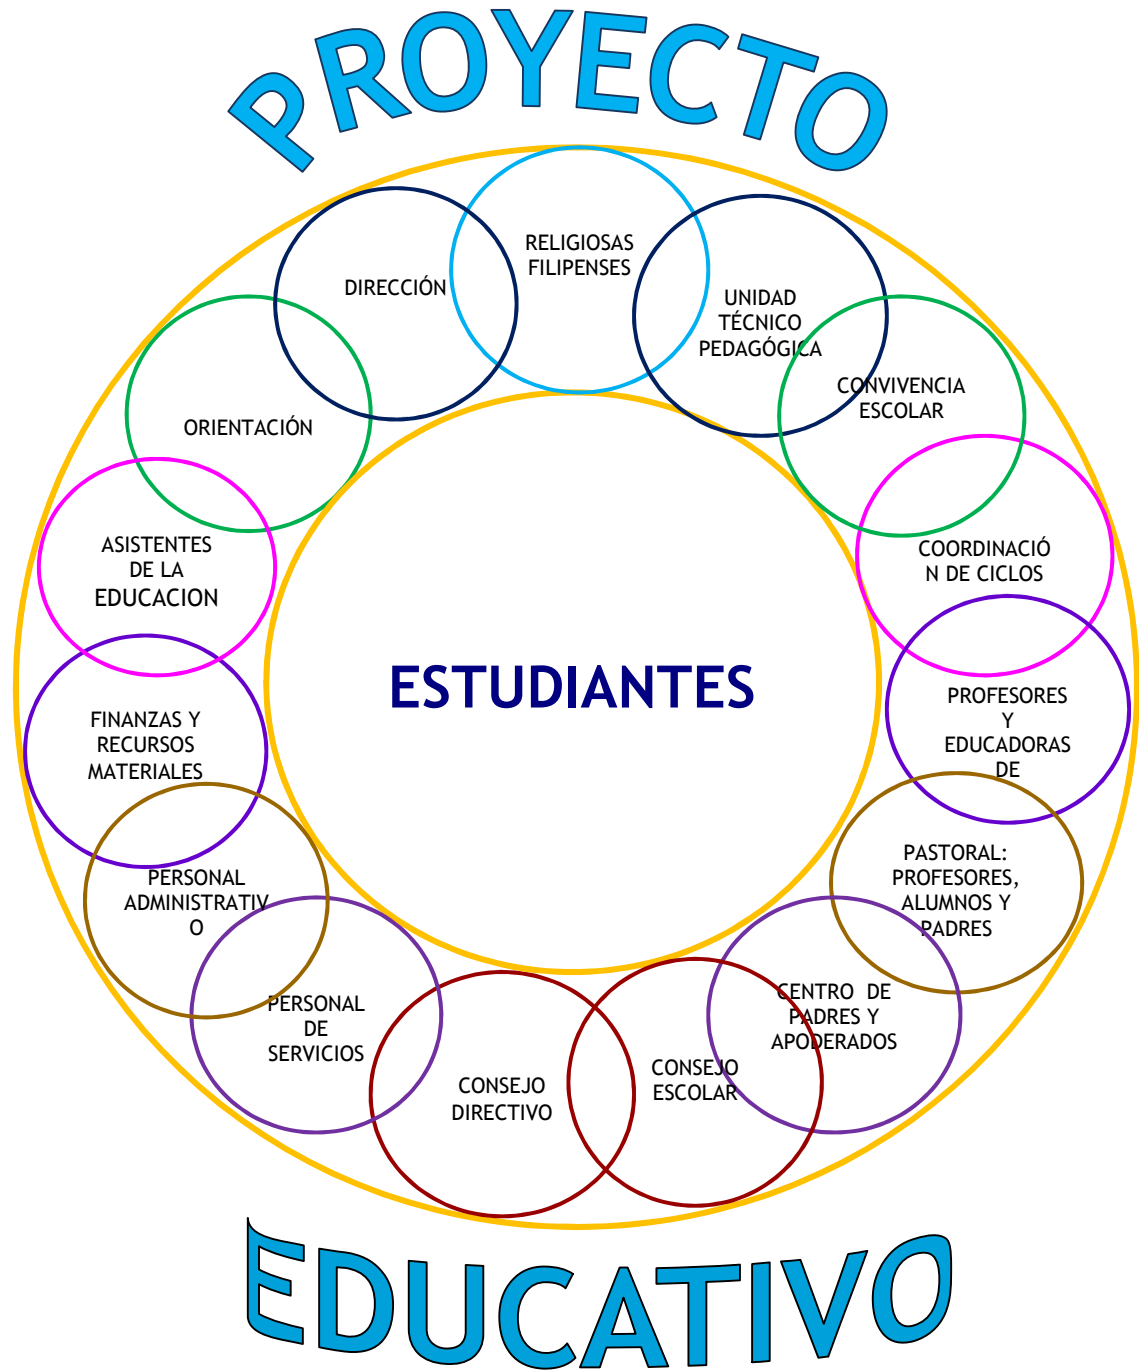 PROYECTO
RELIGIOSAS
FILIPENSES
DIRECCIÓN
UNIDAD
TÉCNICO
PEDAGÓGICA
CONVIVENCIA
ESCOLAR
ORIENTACIÓN
ASISTENTES
DE LA
EDUCACION
COORDINACIÓ
N DE CICLOS
ESTUDIANTES
PROFESORES
Y
EDUCADORAS
DE
FINANZAS Y
RECURSOS
MATERIALES
PASTORAL:
PROFESORES,
ALUMNOS Y
PADRES
PERSONAL
ADMINISTRATIV
O
CENTRO DE
PADRES Y
APODERADOS
PERSONAL
DE
SERVICIOS
CONSEJO
ESCOLAR
CONSEJO
DIRECTIVO
EDUCATIVO